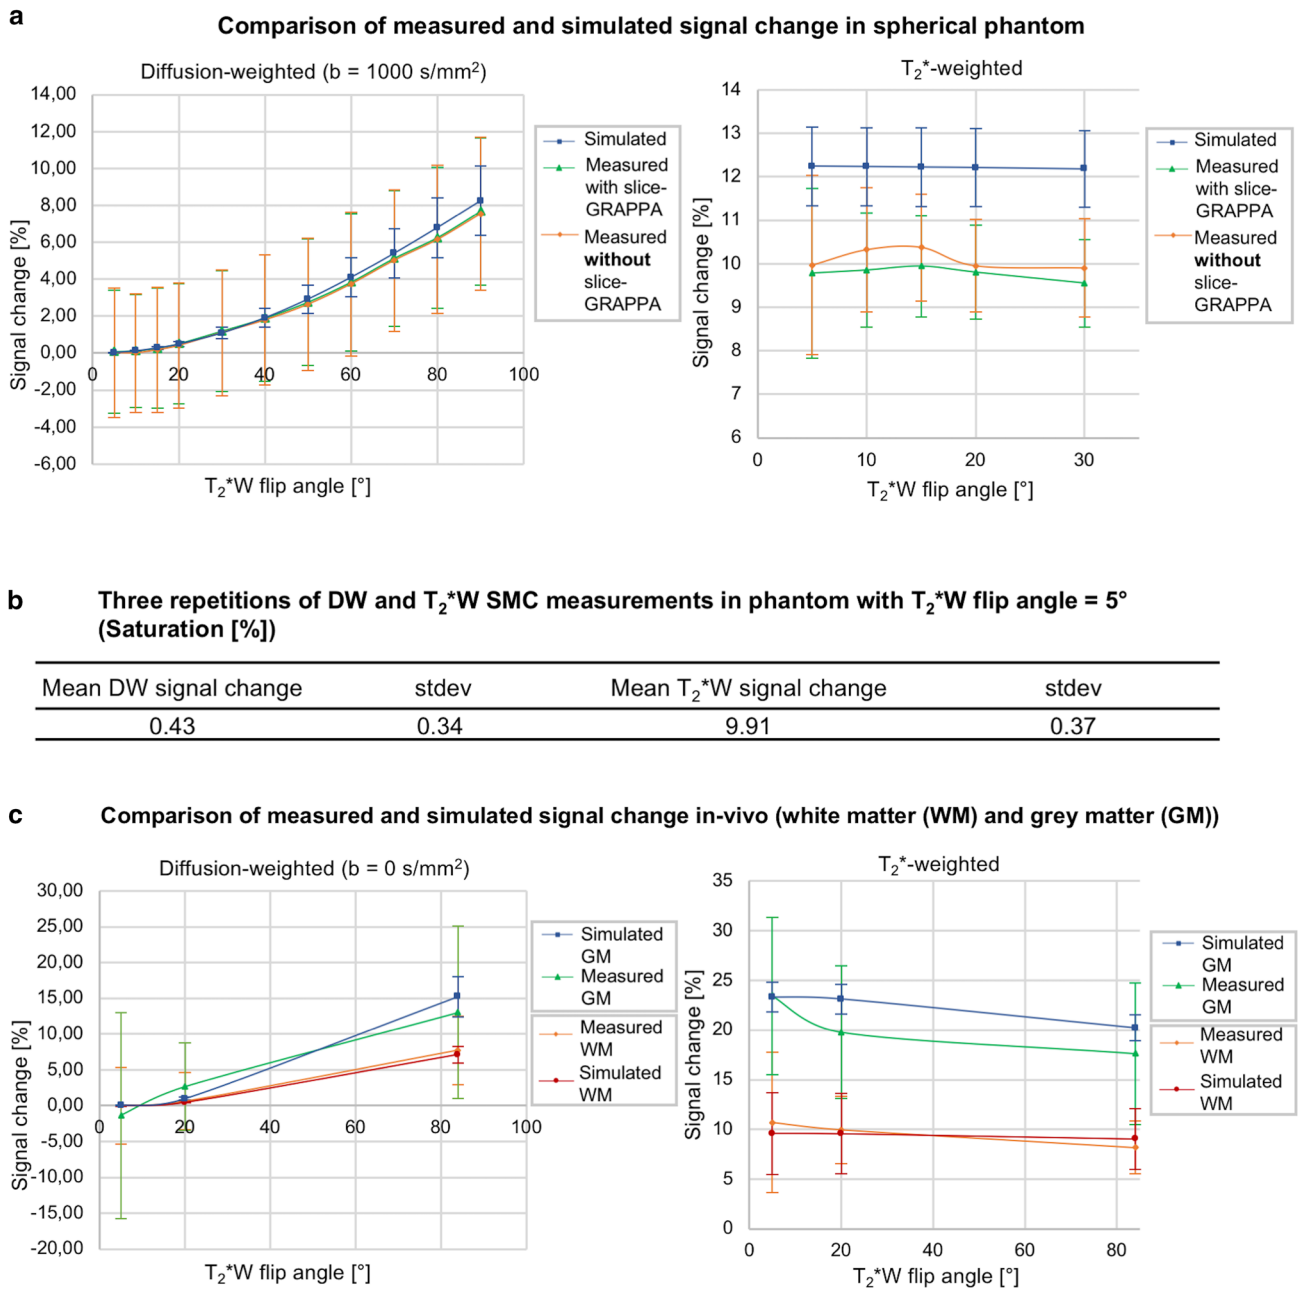 a
Comparison of measured and simulated signal change in spherical phantom
Diffusion-weighted (b = 1000 s/mm²)
14,00
12,00
10,00
8,00
6,00
4,00
2,00
0,00
-2,00
-4,00
-6,00
0
20
40
60
80
100
Signal change [%]
T₂*W flip angle [°]
Simulated
Measured
with slice-
GRAPPA
Measured
without
slice-
GRAPPA
T₂*-weighted
14
13
12
11
10
9
8
7
6
0
10
20
30
Signal change [%]
T₂*W flip angle [°]
Simulated
Measured
with slice-
GRAPPA
Measured
without
slice-
GRAPPA
b
Three repetitions of DW and T₂*W SMC measurements in phantom with T₂*W flip angle = 5°
(Saturation [%])
Mean DW signal change stdev Mean T₂*W signal change stdev
0.43 0.34 9.91 0.37
c
Comparison of measured and simulated signal change in-vivo (white matter (WM) and grey matter (GM))
Diffusion-weighted (b = 0 s/mm²)
30,00
25,00
20,00
15,00
10,00
5,00
0,00
-5,00
-10,00
-15,00
-20,00
0
20
40
60
80
100
Signal change [%]
T₂*W flip angle [°]
Simulated
GM
Measured
GM
Measured
WM
Simulated
WM
T₂*-weighted
35
30
25
20
15
10
5
0
0
20
40
60
80
Signal change [%]
T₂*W flip angle [°]
Simulated
GM
Measured
GM
Measured
WM
Simulated
WM